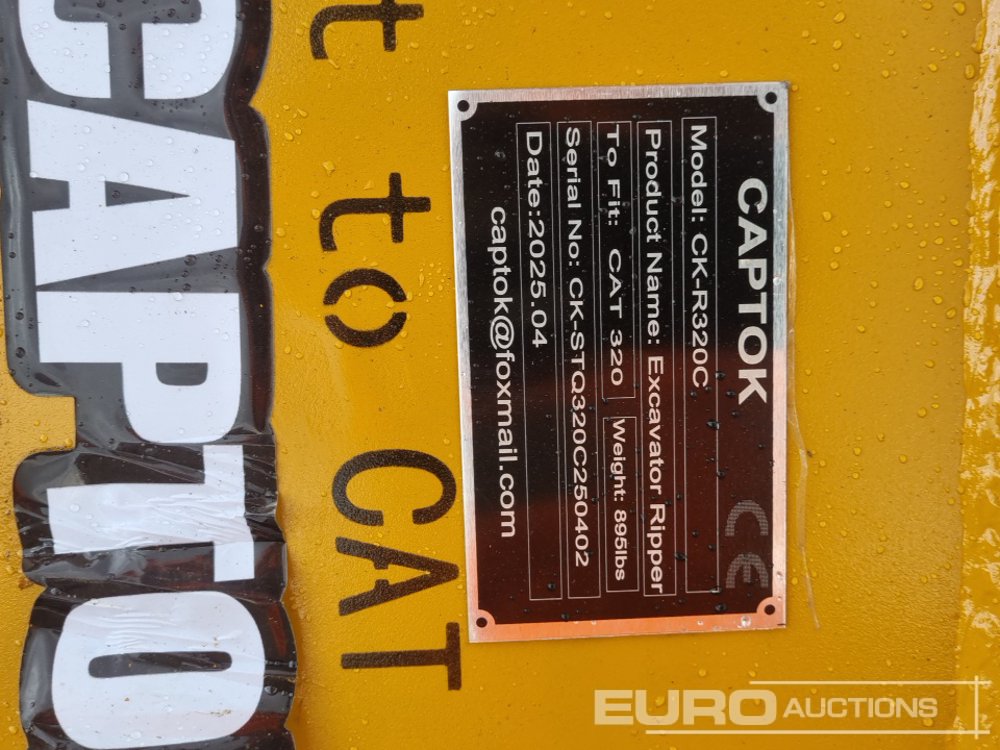 CAPTO
t to CAT
CAPTOK
CE
Model: CK-R320C
Product Name: Excavator Ripper
To Fit: CAT 320
Weight: 895lbs
Serial No: CK-STQ320C250402
Date:2025.04
captok@foxmail.com
EURO AUCTIONS